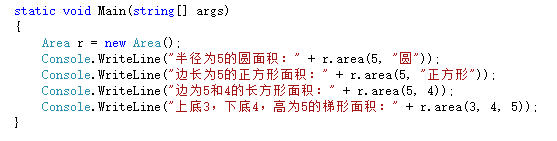 static void Main(string[] args)
{
Area r = new Area();
Console.WriteLine("半径为5的圆面积：" + r.area(5, "圆"));
Console.WriteLine("边长为5的正方形面积：" + r.area(5, "正方形"));
Console.WriteLine("边为5和4的长方形面积：" + r.area(5, 4));
Console.WriteLine("上底3，下底4，高为5的梯形面积：" + r.area(3, 4, 5));
}